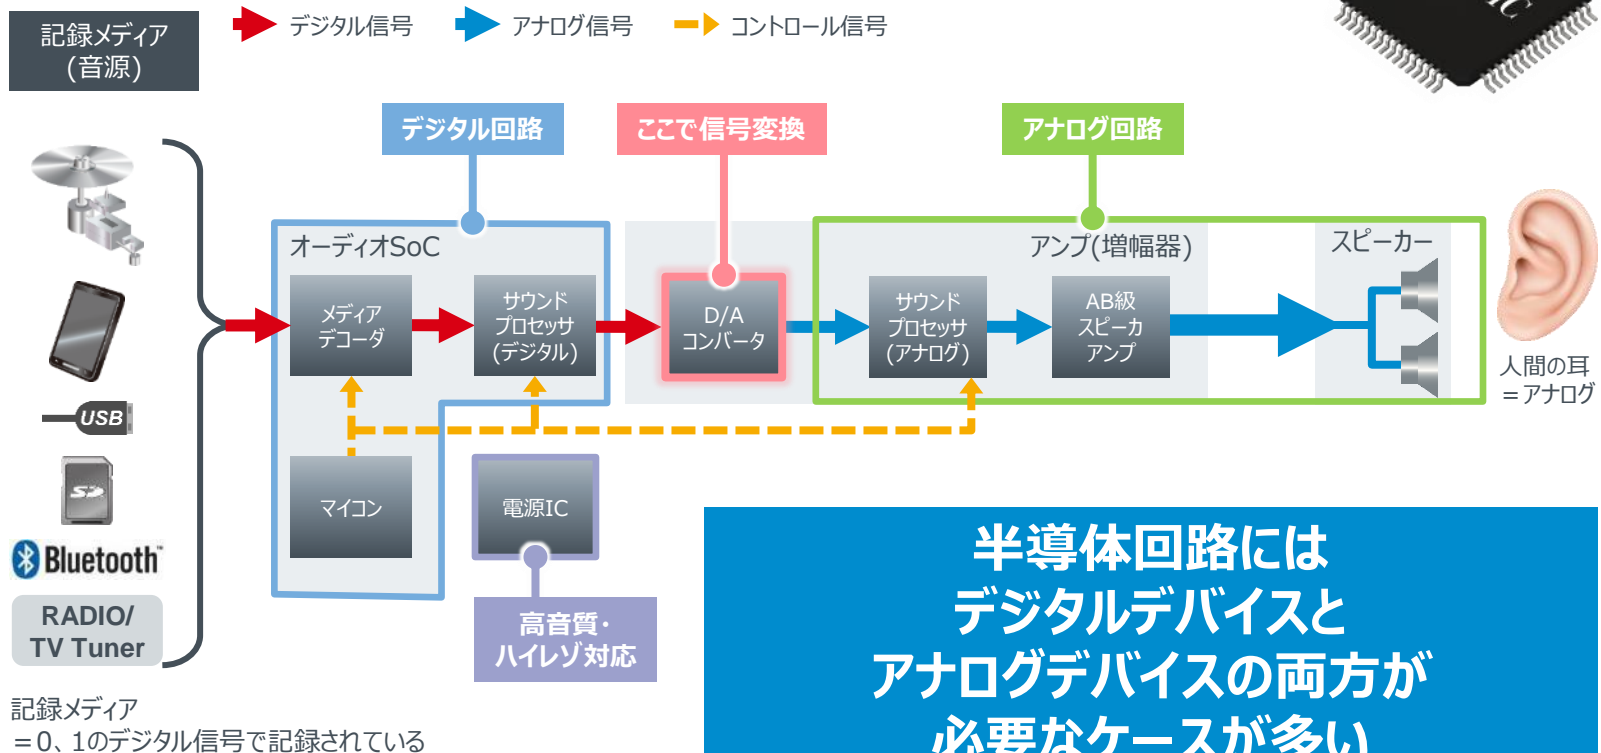 記録メディア
(音源)
デジタル信号
アナログ信号
コントロール信号
IC
デジタル回路
ここで信号変換
アナログ回路
オーディオSoC
アンプ(増幅器)
スピーカー
メディア
デコーダ
サウンド
プロセッサ
(デジタル)
D/A
コンバータ
サウンド
プロセッサ
(アナログ)
AB級
スピーカ
アンプ
人間の耳
＝アナログ
USB
SD
マイコン
電源IC
Bluetooth™
RADIO/
TV Tuner
高音質・
ハイレゾ対応
記録メディア
＝0、1のデジタル信号で記録されている
半導体回路には
デジタルデバイスと
アナログデバイスの両方が
必要なケースが多い